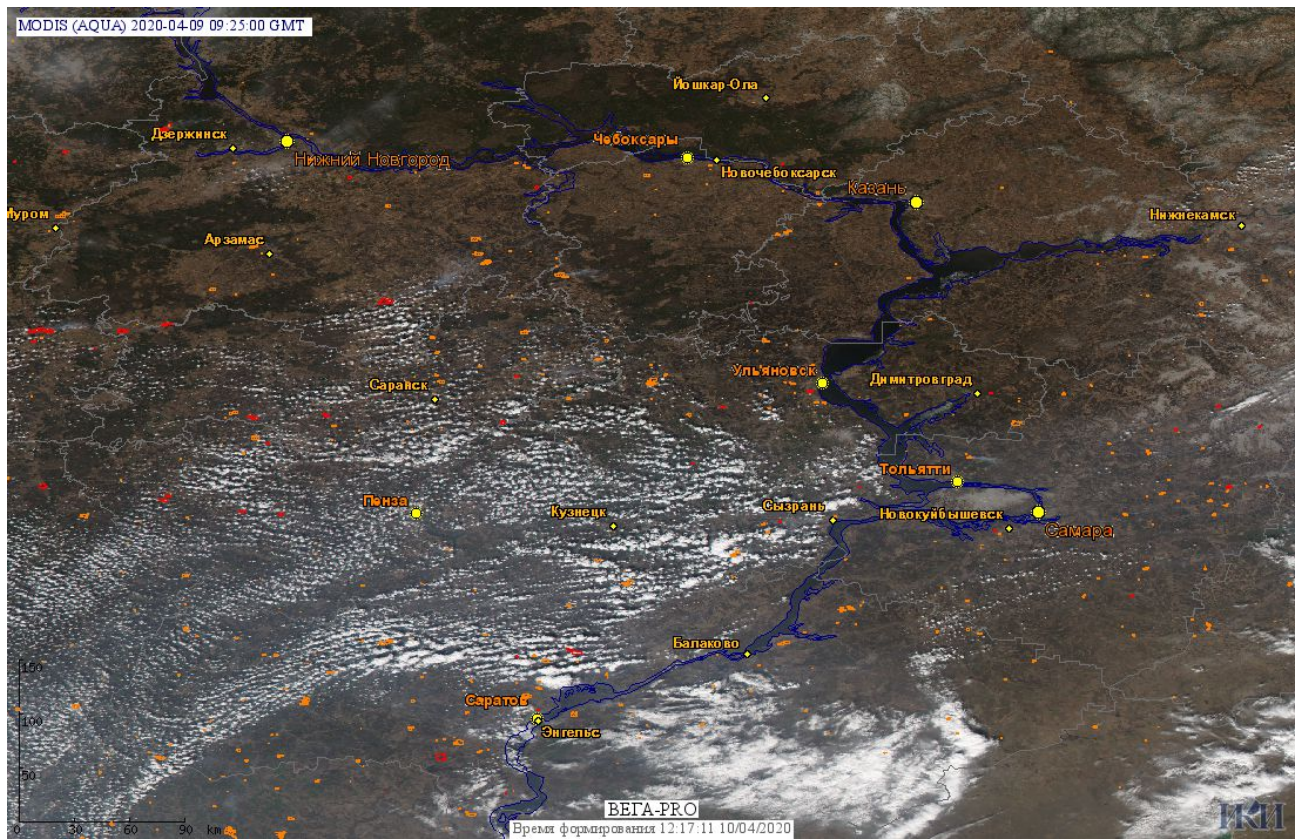 MODIS (AQUA) 2020-04-09 09:25:00 GMT
Йошкар-Ола
Дзержинск
Чебоксары
Нижний Новгород
Новочебоксарск
Казань
Муром
Нижнекамск
Арзамас
Ульяновск
Димитровград
Саранск
Тольятти
Пенза
Кузнецк
Сызрань
Новокуйбышевск
Самара
Балаково
150
Саратов
100
Энгельс
50
ВЕГА-PRO
ИКИ
0 30 60 90 km
Время формирования 12:17:11 10/04/2020